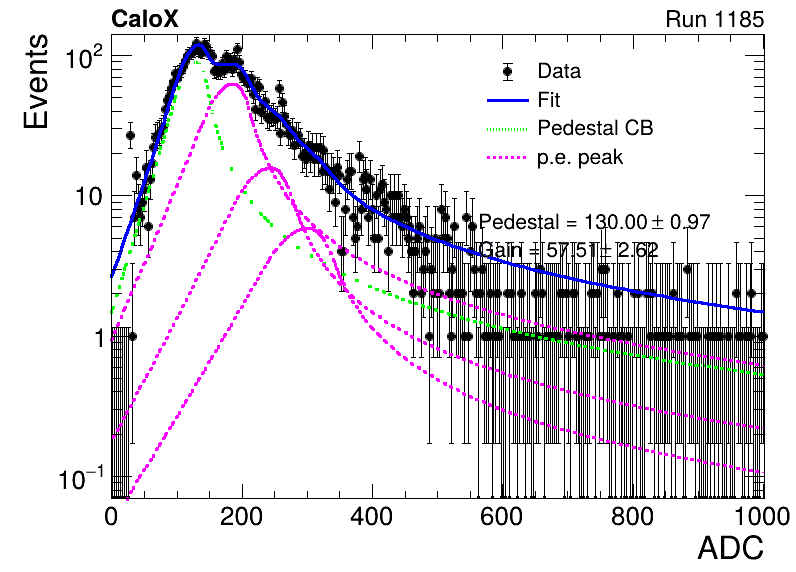 CaloX Run 1185
Events
10²
10
1
10⁻¹
Data
Fit
Pedestal CB
p.e. peak
Pedestal = 130.00 ± 0.97
Gain = 57.51 ± 2.62
0 200 400 600 800 1000
ADC